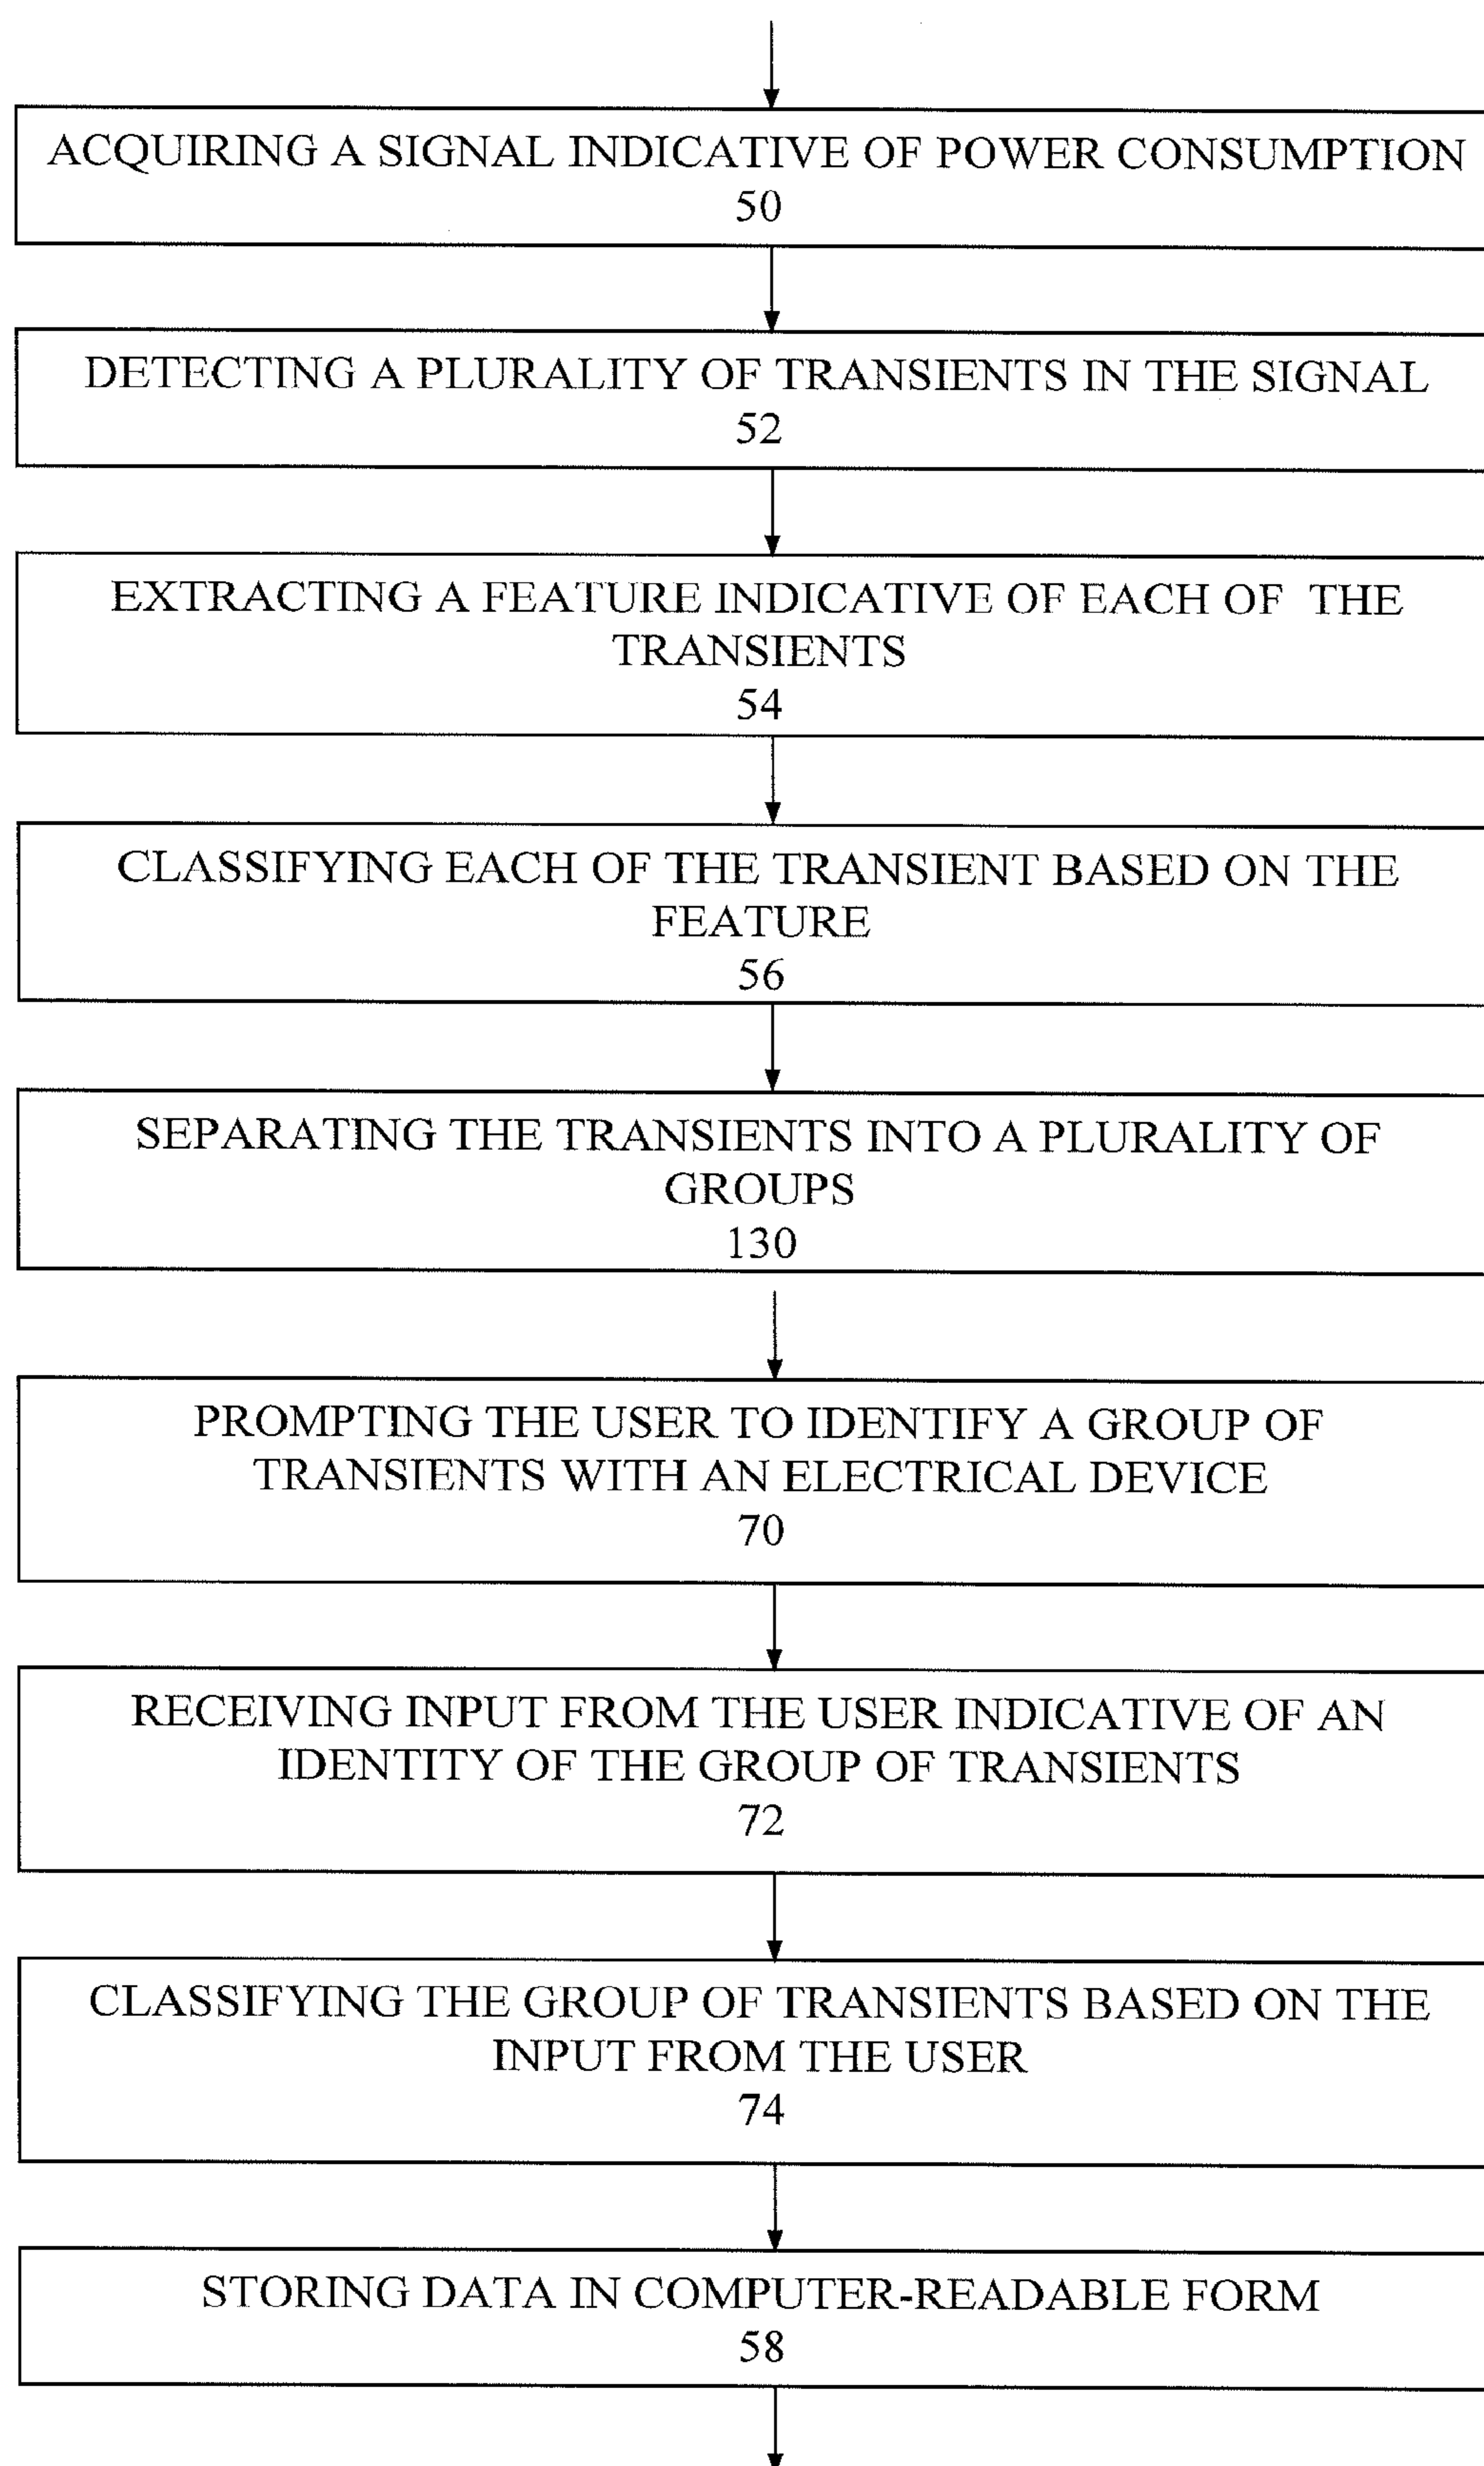 ACQUIRING A SIGNAL INDICATIVE OF POWER CONSUMPTION
50
DETECTING A PLURALITY OF TRANSIENTS IN THE SIGNAL
52
EXTRACTING A FEATURE INDICATIVE OF EACH OF THE
TRANSIENTS
54
CLASSIFYING EACH OF THE TRANSIENT BASED ON THE
FEATURE
56
SEPARATING THE TRANSIENTS INTO A PLURALITY OF
GROUPS
130
PROMPTING THE USER TO IDENTIFY A GROUP OF
TRANSIENTS WITH AN ELECTRICAL DEVICE
70
RECEIVING INPUT FROM THE USER INDICATIVE OF AN
IDENTITY OF THE GROUP OF TRANSIENTS
72
CLASSIFYING THE GROUP OF TRANSIENTS BASED ON THE
INPUT FROM THE USER
74
STORING DATA IN COMPUTER-READABLE FORM
58